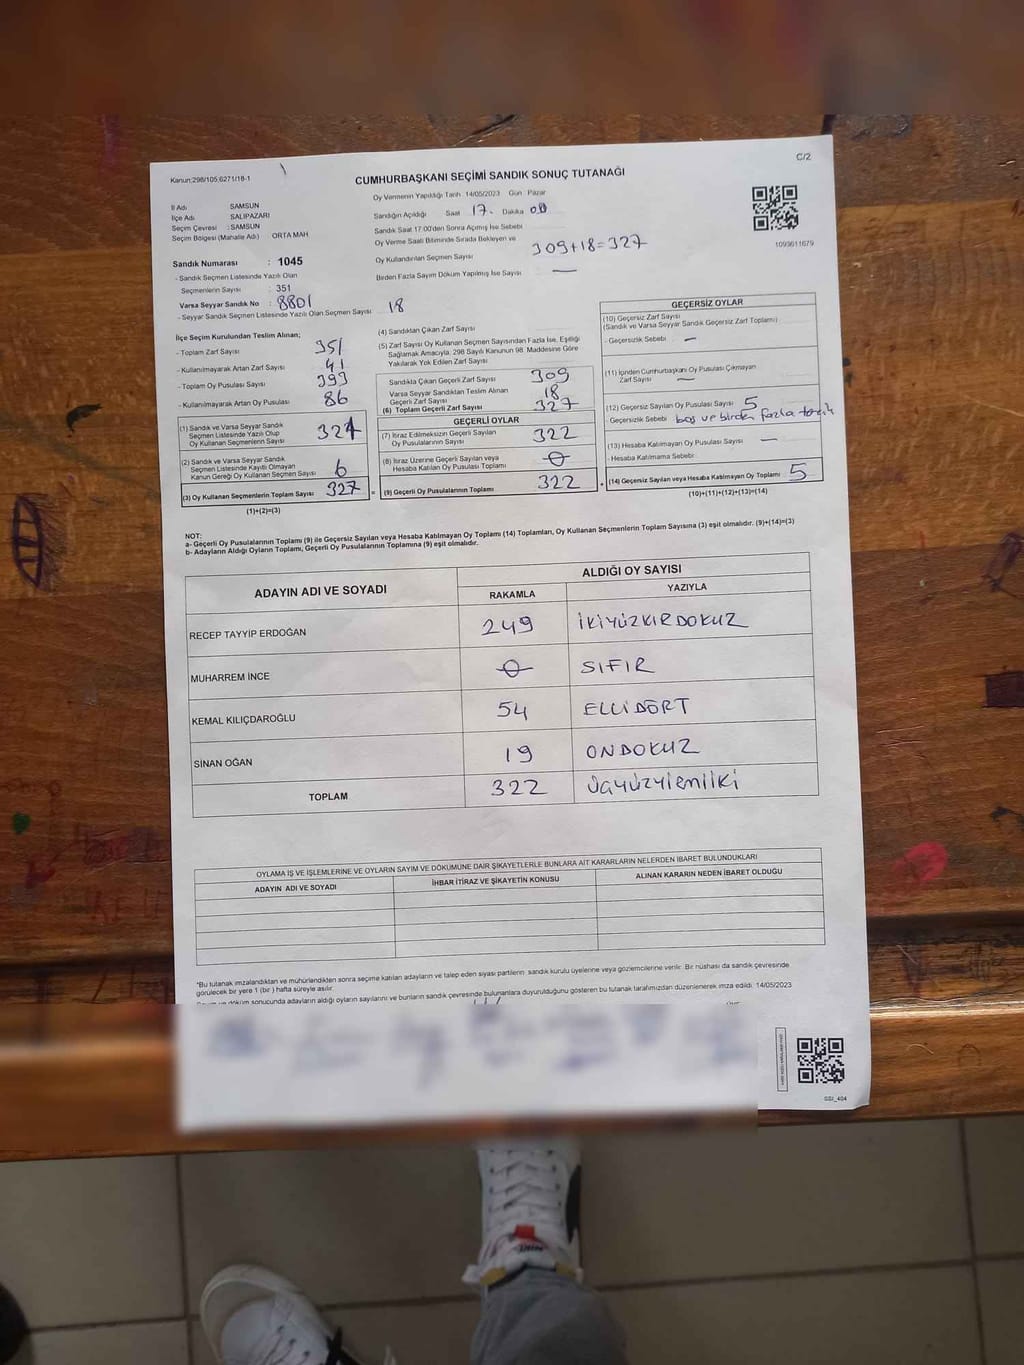 C/2
Kanun:298/105,6271/18-1
CUMHURBAŞKANI SEÇİMİ SANDIK SONUÇ TUTANAĞI
Oy Vermenin Yapıldığı Tarih :14/05/2023 Gün : Pazar
İl Adı SAMSUN
İlçe Adı SALIPAZARI
Seçim Çevresi : SAMSUN
Seçim Bölgesi (Mahalle Adı) ORTA MAH
Sandığın Açıldığı Saat 17. Dakika 00
Sandık Saat 17:00'den Sonra Açılmış İse Sebebi
Oy Verme Saati Bitiminde Sırada Bekleyen ve
Oy Kullandırılan Seçmen Sayısı 309+18=327
Birden Fazla Sayım Döküm Yapılmış İse Sayısı —
1093611679
Sandık Numarası : 1045
- Sandık Seçmen Listesinde Yazılı Olan
Seçmenlerin Sayısı : 351
Varsa Seyyar Sandık No : 8801
- Seyyar Sandık Seçmen Listesinde Yazılı Olan Seçmen Sayısı 18
İlçe Seçim Kurulundan Teslim Alınan;
- Toplam Zarf Sayısı 351
- Kullanılmayarak Artan Zarf Sayısı 41
- Toplam Oy Pusulası Sayısı 393
- Kullanılmayarak Artan Oy Pusulası 86
(1) Sandık ve Varsa Seyyar Sandık
Seçmen Listesinde Yazılı Olup
Oy Kullanan Seçmenlerin Sayısı
(2) Sandık ve Varsa Seyyar Sandık
Seçmen Listesinde Kayıtlı Olmayan
Kanun Gereği Oy Kullanan Seçmen Sayısı 6
(3) Oy Kullanan Seçmenlerin Toplam Sayısı 327
(1)+(2)=(3)
(4) Sandıktan Çıkan Zarf Sayısı
(5) Zarf Sayısı Oy Kullanan Seçmen Sayısından Fazla İse, Eşitliği
Sağlamak Amacıyla, 298 Sayılı Kanunun 98. Maddesine Göre
Yakılarak Yok Edilen Zarf Sayısı
Sandıkta Çıkan Geçerli Zarf Sayısı 309
Varsa Seyyar Sandıktan Teslim Alınan
Geçerli Zarf Sayısı 18
(6) Toplam Geçerli Zarf Sayısı 327
GEÇERLİ OYLAR
(7) İtiraz Edilmeksizin Geçerli Sayılan
Oy Pusulalarının Sayısı 322
(8) İtiraz Üzerine Geçerli Sayılan veya
Hesaba Katılan Oy Pusulası Toplamı 0
= (9) Geçerli Oy Pusulalarının Toplamı 322
GEÇERSİZ OYLAR
(10) Geçersiz Zarf Sayısı
(Sandık ve Varsa Seyyar Sandık Geçersiz Zarf Toplamı)
- Geçersizlik Sebebi : —
(11) İçinden Cumhurbaşkanı Oy Pusulası Çıkmayan
Zarf Sayısı —
(12) Geçersiz Sayılan Oy Pusulası Sayısı 5
Geçersizlik Sebebi boş ve birden fazla tercih
(13) Hesaba Katılmayan Oy Pusulası Sayısı —
- Hesaba Katılmama Sebebi :
+ (14) Geçersiz Sayılan veya Hesaba Katılmayan Oy Toplamı 5
(10)+(11)+(12)+(13)=(14)
NOT:
a- Geçerli Oy Pusulalarının Toplamı (9) ile Geçersiz Sayılan veya Hesaba Katılmayan Oy Toplamı (14) Toplamları, Oy Kullanan Seçmenlerin Toplam Sayısına (3) eşit olmalıdır. (9)+(14)=(3)
b- Adayların Aldığı Oyların Toplamı, Geçerli Oy Pusulalarının Toplamına (9) eşit olmalıdır.
ADAYIN ADI VE SOYADI ALDIĞI OY SAYISI
RAKAMLA YAZIYLA
RECEP TAYYİP ERDOĞAN 249 İKİYÜZKIRDOKUZ
MUHARREM İNCE 0 SIFIR
KEMAL KILIÇDAROĞLU 54 ELLİDÖRT
SİNAN OĞAN 19 ONDOKUZ
TOPLAM 322 üçyüzyirmiiki
OYLAMA İŞ VE İŞLEMLERİNE VE OYLARIN SAYIM VE DÖKÜMÜNE DAİR ŞİKAYETLERLE BUNLARA AİT KARARLARIN NELERDEN İBARET BULUNDUKLARI
ADAYIN ADI VE SOYADI İHBAR İTİRAZ VE ŞİKAYETİN KONUSU ALINAN KARARIN NEDEN İBARET OLDUĞU
*Bu tutanak imzalandıktan ve mühürlendikten sonra seçime katılan adayların ve talep eden siyasi partilerin sandık kurulu üyelerine veya gözlemcilerine verilir. Bir nüshası da sandık çevresinde
görülecek bir yere 1 (bir) hafta süreyle asılır.
Sayım ve döküm sonucunda adayların aldığı oyların sayılarını ve bunların sandık çevresinde bulunanlara duyurulduğunu gösteren bu tutanak tarafımızdan düzenlenerek imza edildi. 14/05/2023
SSI_404